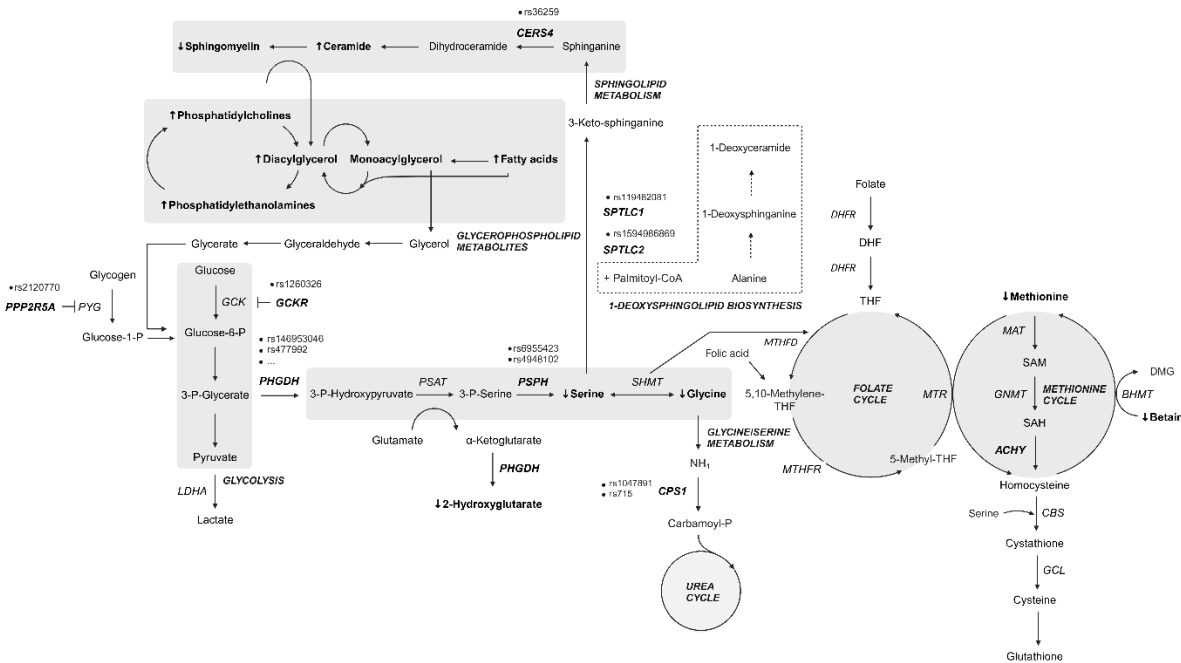 • rs36259
CERS4
↓Sphingomyelin
↑Ceramide
Dihydroceramide
Sphinganine
SPHINGOLIPID
METABOLISM
3-Keto-sphinganine
↑Phosphatidylcholines
↑Diacylglycerol
Monoacylglycerol
↑Fatty acids
↑Phosphatidylethanolamines
GLYCEROPHOSPHOLIPID
METABOLITES
Glycerate
Glyceraldehyde
Glycerol
1-Deoxyceramide
1-Deoxysphinganine
+ Palmitoyl-CoA
Alanine
1-DEOXYSPHINGOLIPID BIOSYNTHESIS
• rs119482081
SPTLC1
• rs1594986869
SPTLC2
Folate
DHFR
DHF
DHFR
THF
Glycogen
• rs2120770
PPP2R5A
PYG
Glucose-1-P
Glucose
GCK
• rs1260326
GCKR
Glucose-6-P
• rs146953046
• rs477992
• ...
PHGDH
3-P-Glycerate
Pyruvate
GLYCOLYSIS
LDHA
Lactate
3-P-Hydroxypyruvate
PSAT
3-P-Serine
• rs6955423
• rs4948102
PSPH
↓Serine
SHMT
↓Glycine
GLYCINE/SERINE
METABOLISM
Glutamate
α-Ketoglutarate
PHGDH
↓2-Hydroxyglutarate
NH₁
• rs1047891
• rs715
CPS1
Carbamoyl-P
UREA
CYCLE
MTHFD
Folic acid
5,10-Methylene-
THF
FOLATE
CYCLE
MTR
MTHFR
5-Methyl-THF
↓Methionine
MAT
SAM
GNMT
METHIONINE
CYCLE
SAH
ACHY
Homocysteine
DMG
BHMT
↓Betain
Serine
CBS
Cystathione
GCL
Cysteine
Glutathione